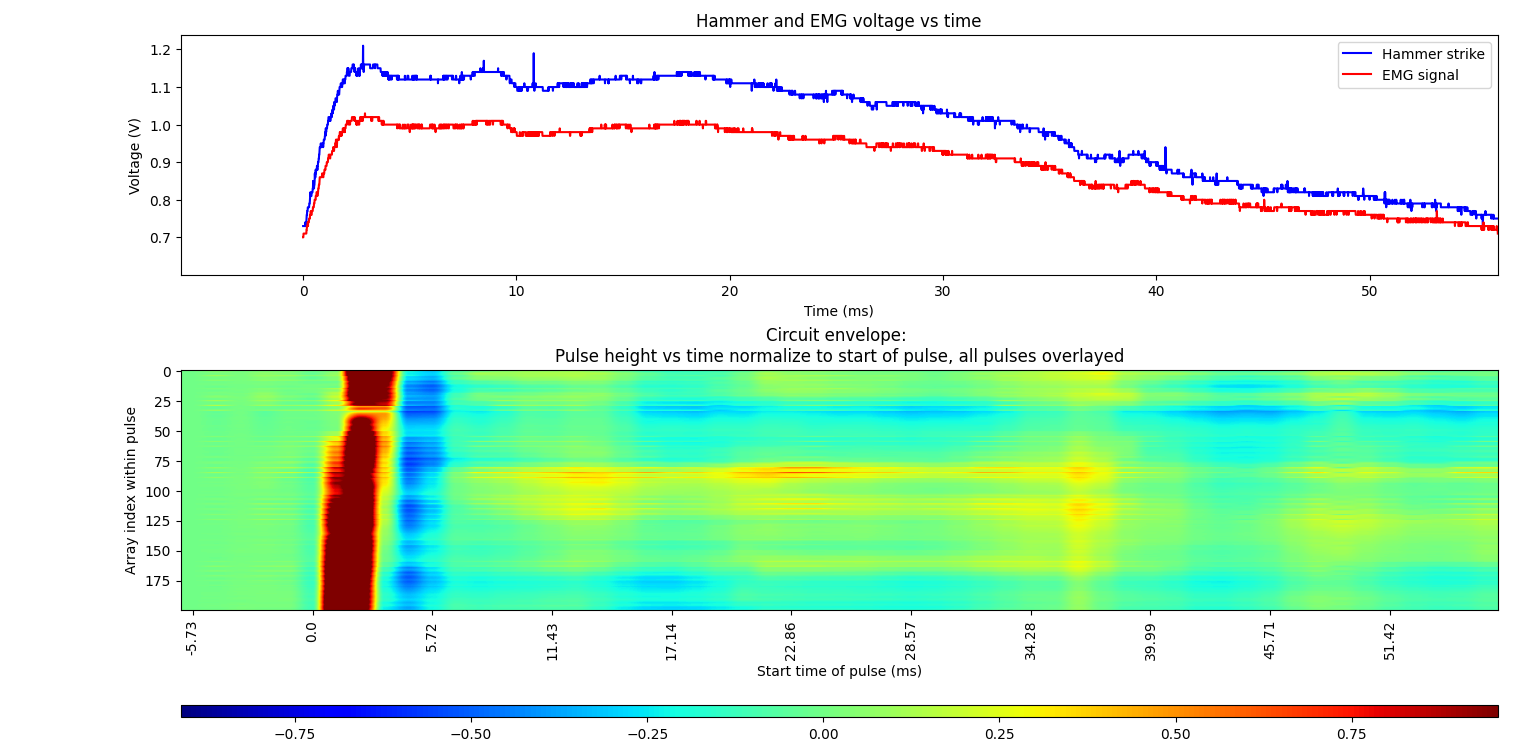 Hammer and EMG voltage vs time
Voltage (V)
1.2
1.1
1.0
0.9
0.8
0.7
Hammer strike
EMG signal
0 10 20 30 40 50
Time (ms)
Circuit envelope:
Pulse height vs time normalize to start of pulse, all pulses overlayed
Array index within pulse
0
25
50
75
100
125
150
175
-5.73 0.0 5.72 11.43 17.14 22.86 28.57 34.28 39.99 45.71 51.42
Start time of pulse (ms)
−0.75 −0.50 −0.25 0.00 0.25 0.50 0.75